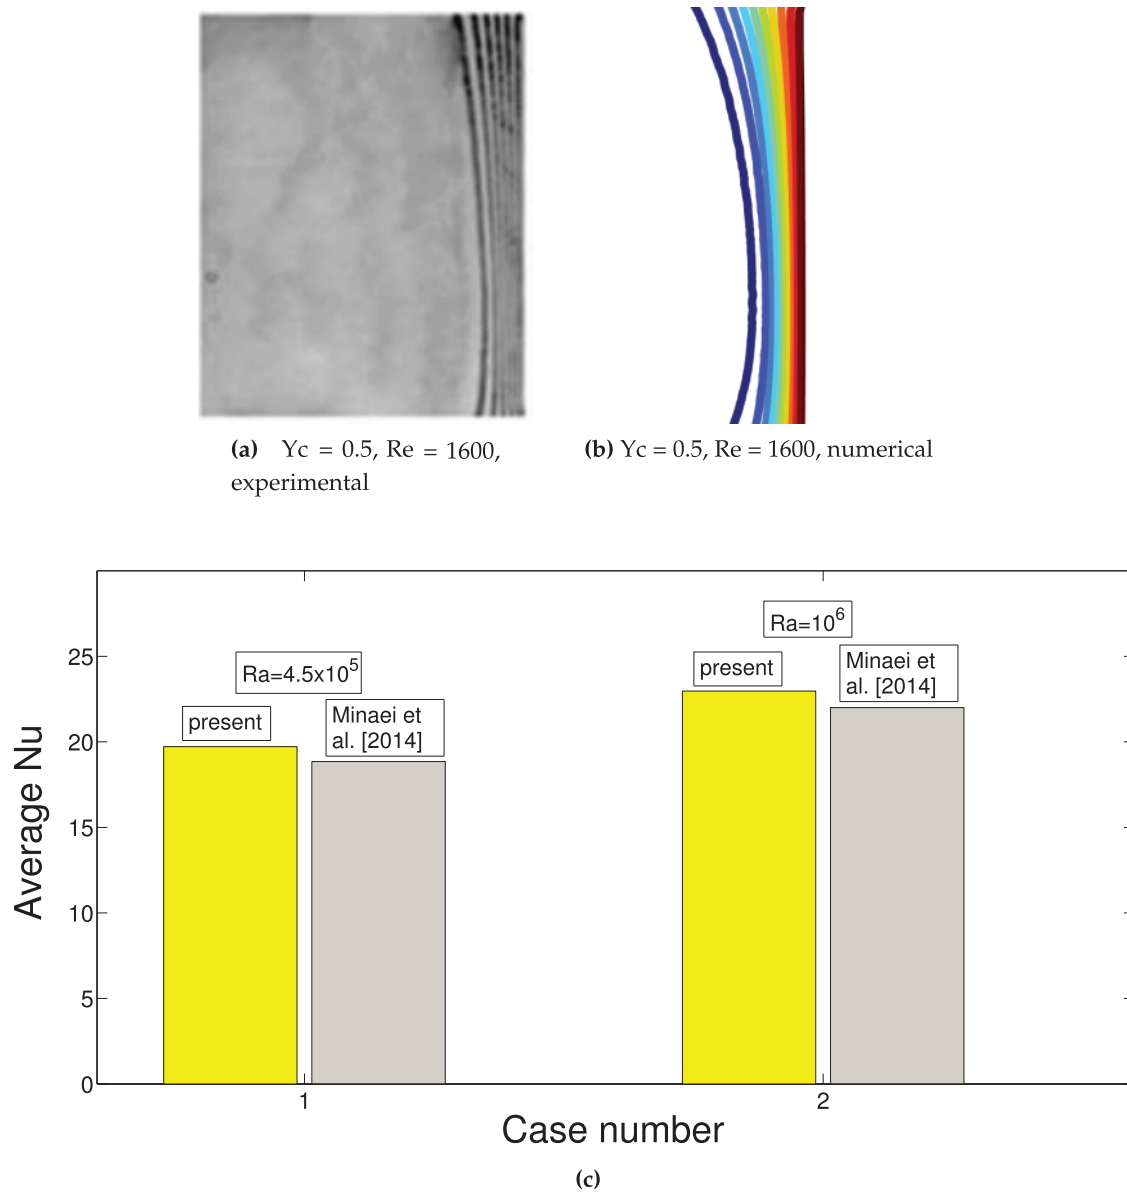 (a) Yc = 0.5, Re = 1600,
experimental
(b) Yc = 0.5, Re = 1600, numerical
Average Nu
25
20
15
10
5
0
Ra=4.5x10^5
present
Minaei et
al. [2014]
Ra=10^6
present
Minaei et
al. [2014]
1
2
Case number
(c)